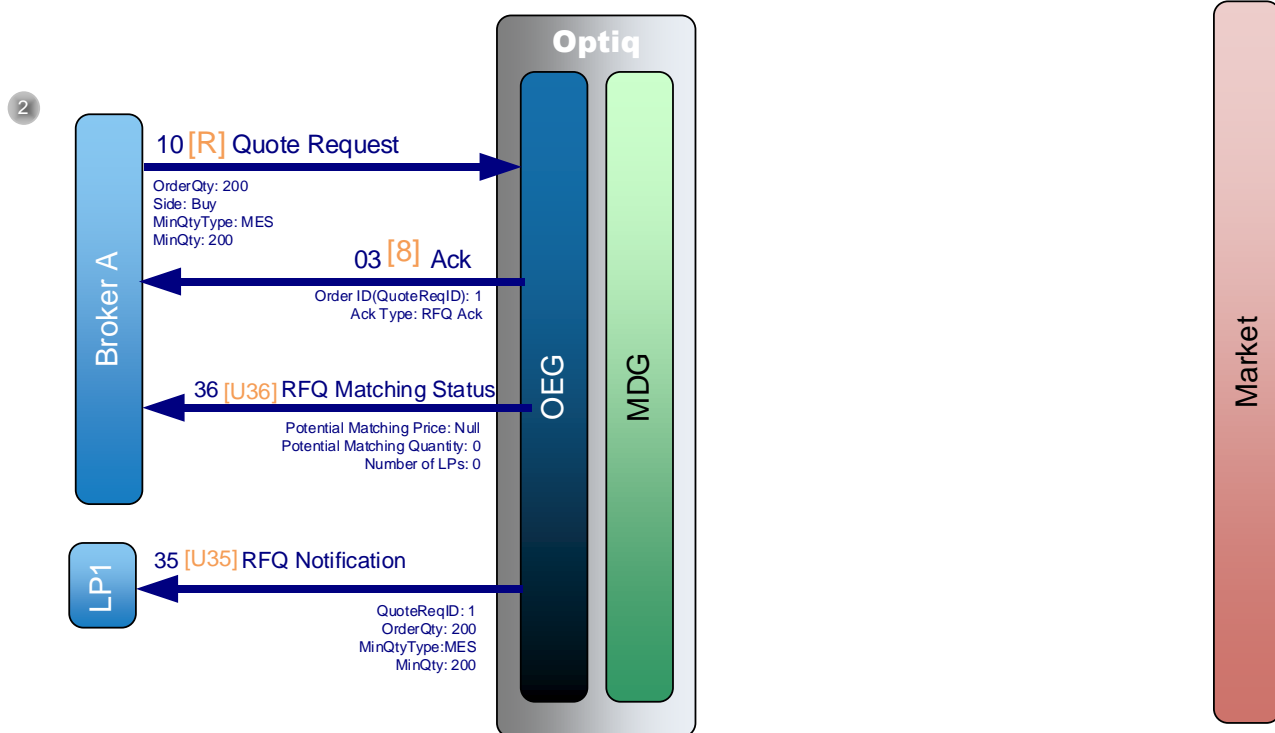 Optiq
2
10 [R] Quote Request
OrderQty: 200
Side: Buy
MinQtyType: MES
MinQty: 200
03 [8] Ack
Order ID(QuoteReqID): 1
Ack Type: RFQ Ack
Broker A
36 [U36] RFQ Matching Status
Potential Matching Price: Null
Potential Matching Quantity: 0
Number of LPs: 0
OEG
MDG
Market
35 [U35] RFQ Notification
LP1
QuoteReqID: 1
OrderQty: 200
MinQtyType:MES
MinQty: 200